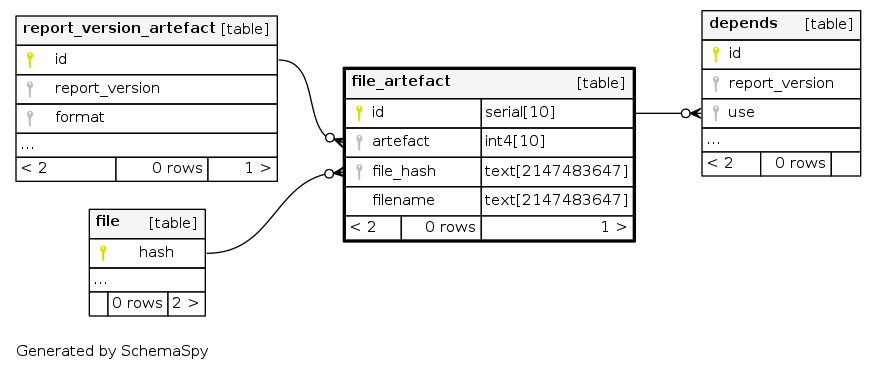 report_version_artefact [table]
id
report_version
format
...
< 2 0 rows 1 >
file_artefact [table]
id serial[10]
artefact int4[10]
file_hash text[2147483647]
filename text[2147483647]
< 2 0 rows 1 >
depends [table]
id
report_version
use
...
< 2 0 rows
file [table]
hash
...
0 rows 2 >
Generated by SchemaSpy